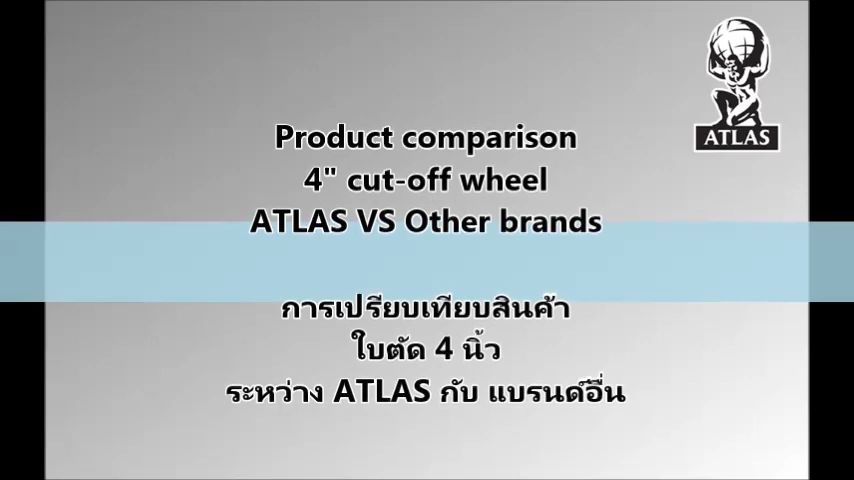 ATLAS
Product comparison
4" cut-off wheel
ATLAS VS Other brands
การเปรียบเทียบสินค้า
ใบตัด 4 นิ้ว
ระหว่าง ATLAS กับ แบรนด์อื่น